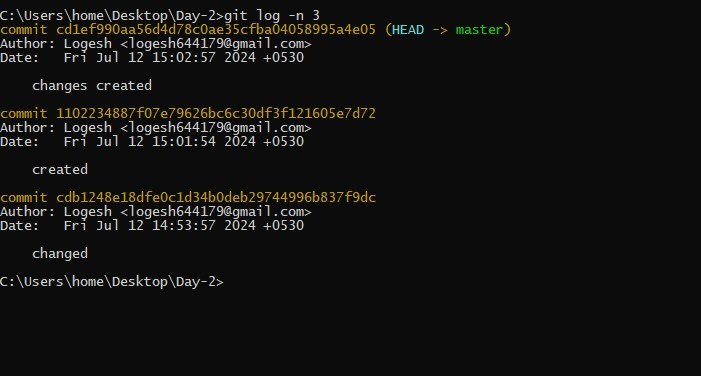 C:\Users\home\Desktop\Day-2>git log -n 3
commit cd1ef990aa56d4d78c0ae35cfba04058995a4e05 (HEAD -> master)
Author: Logesh <logesh644179@gmail.com>
Date:   Fri Jul 12 15:02:57 2024 +0530
    changes created
commit 1102234887f07e79626bc6c30df3f121605e7d72
Author: Logesh <logesh644179@gmail.com>
Date:   Fri Jul 12 15:01:54 2024 +0530
    created
commit cdb1248e18dfe0c1d34b0deb29744996b837f9dc
Author: Logesh <logesh644179@gmail.com>
Date:   Fri Jul 12 14:53:57 2024 +0530
    changed
C:\Users\home\Desktop\Day-2>